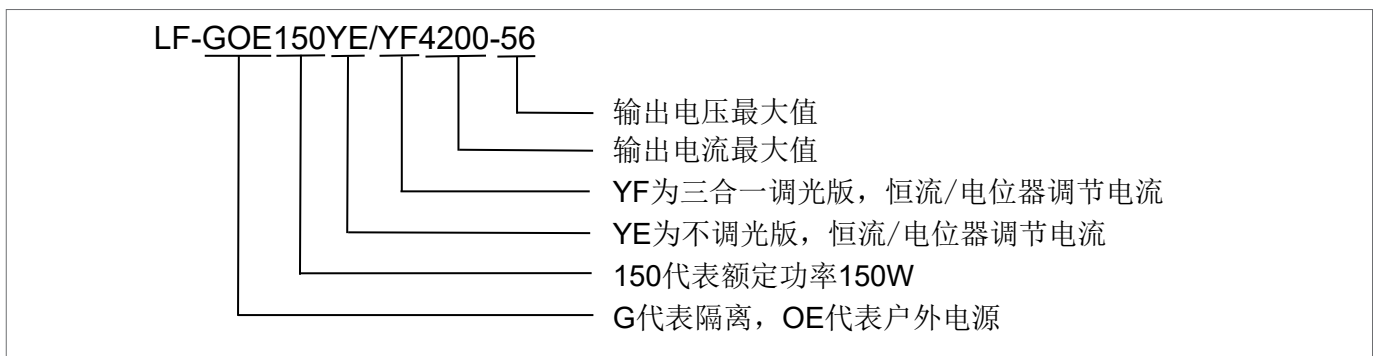 LF-GOE150YE/YF4200-56
输出电压最大值
输出电流最大值
YF为三合一调光版，恒流/电位器调节电流
YE为不调光版，恒流/电位器调节电流
150代表额定功率150W
G代表隔离，OE代表户外电源